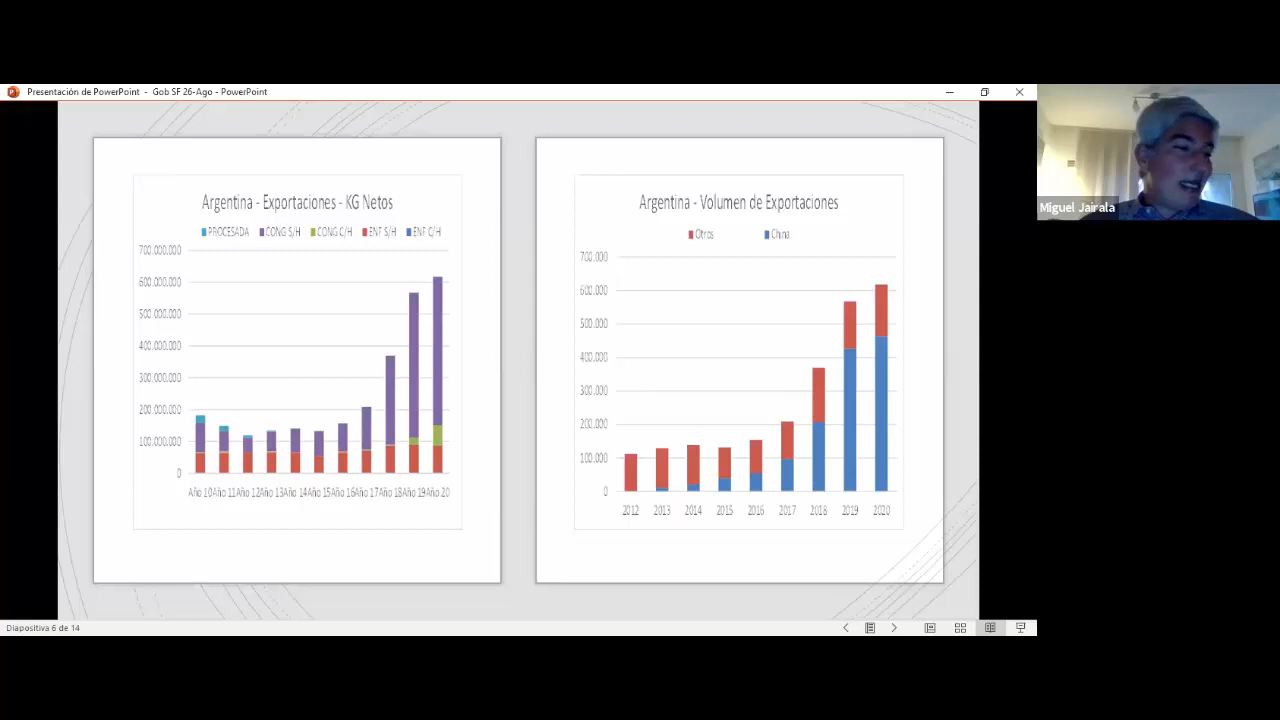 Presentación de PowerPoint - Gob SF 26-Ago - PowerPoint
Miguel Jairala
Argentina - Exportaciones - KG Netos
PROCESADA CONG S/H CONG C/H ENF S/H ENF C/H
700.000.000
600.000.000
500.000.000
400.000.000
300.000.000
200.000.000
100.000.000
0
Año 10 Año 11 Año 12 Año 13 Año 14 Año 15 Año 16 Año 17 Año 18 Año 19 Año 20
Argentina - Volumen de Exportaciones
Otros China
700.000
600.000
500.000
400.000
300.000
200.000
100.000
0
2012 2013 2014 2015 2016 2017 2018 2019 2020
Diapositiva 6 de 14